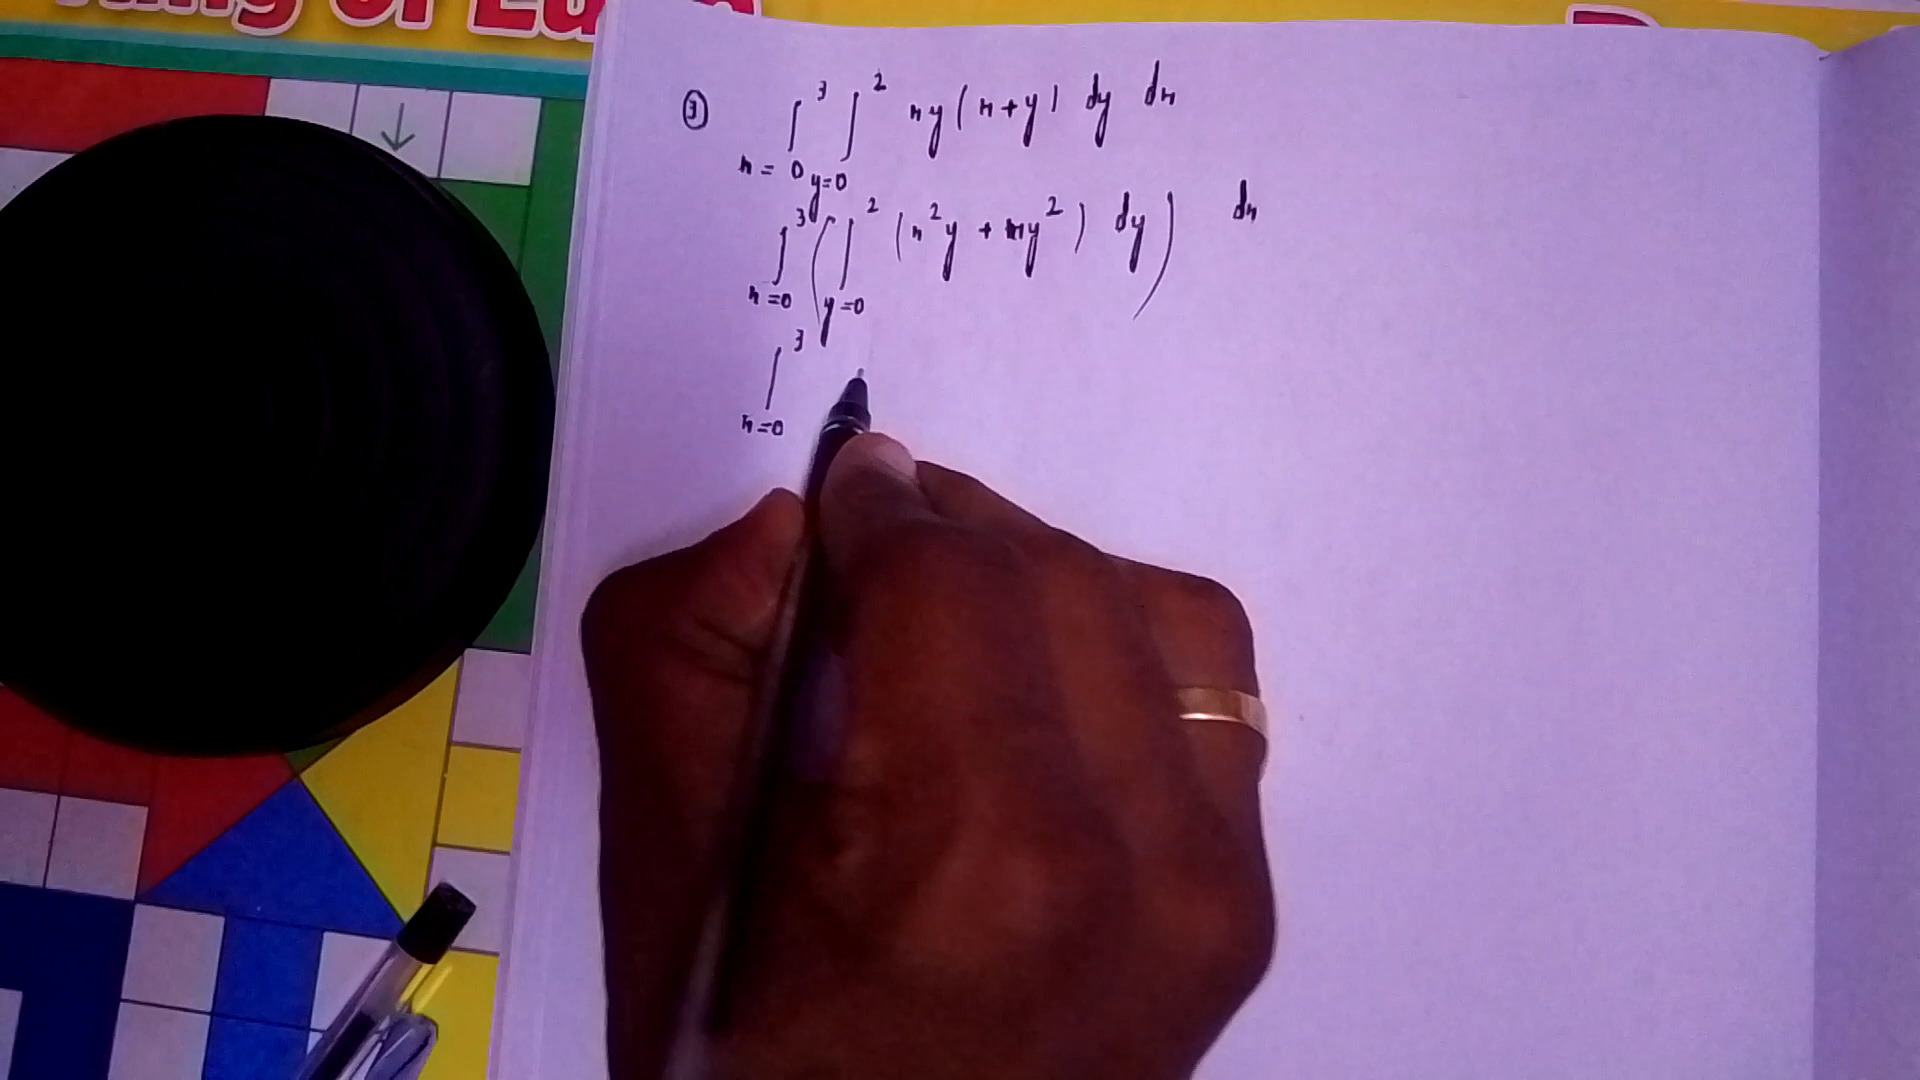 ③ ∫_{x=0}^{3} ∫_{y=0}^{2} xy(x+y) dy dx
∫_{x=0}^{3} ( ∫_{y=0}^{2} (x²y + xy²) dy ) dx
∫_{x=0}^{3}